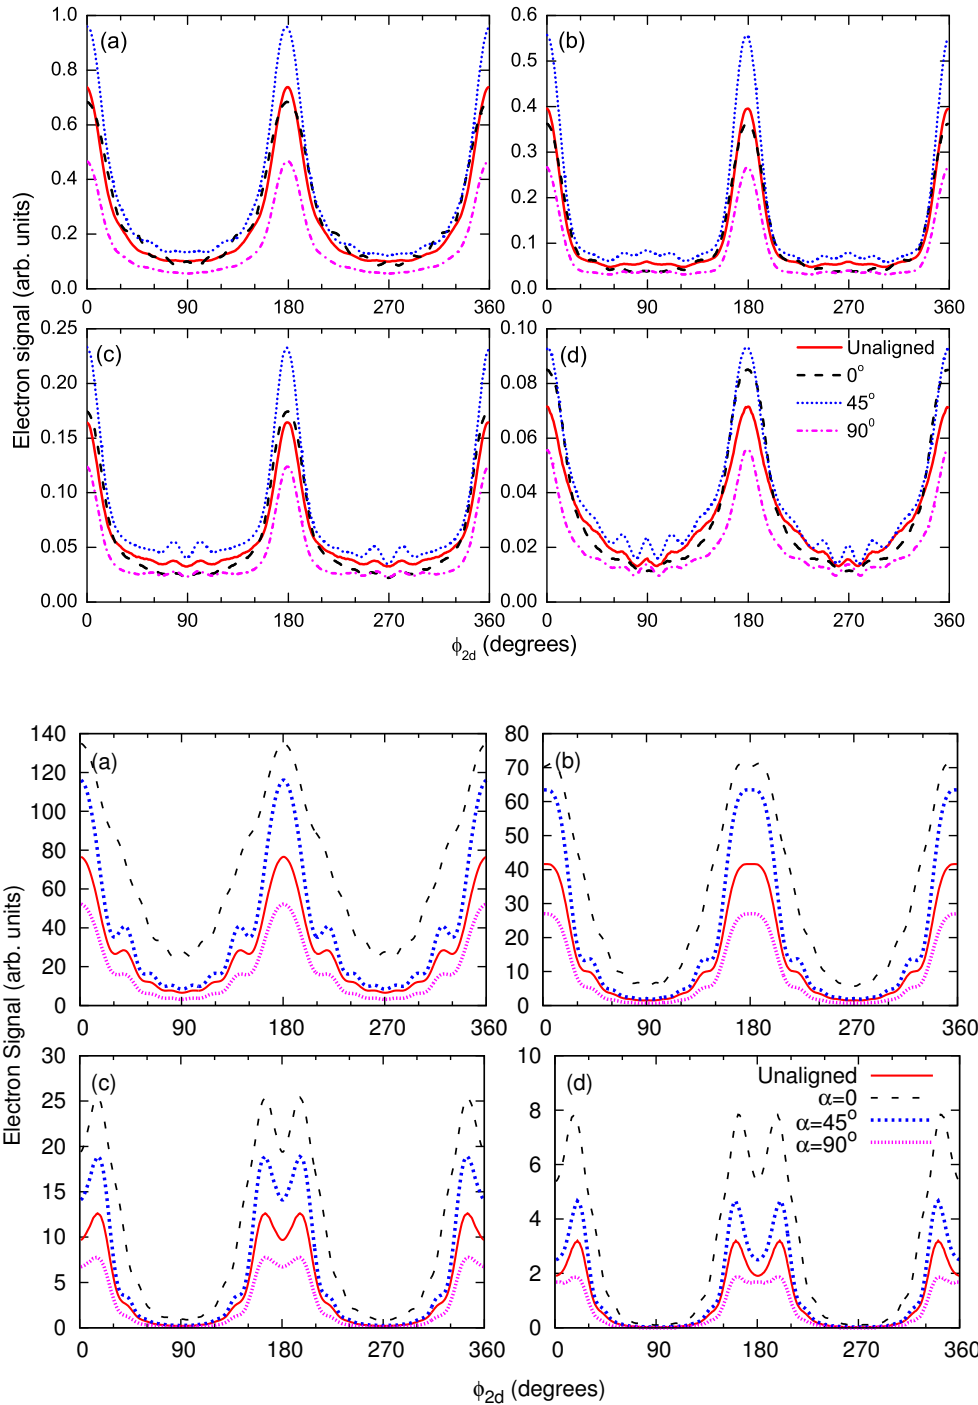 1.0
0.8
0.6
0.4
0.2
0.0
(a)
0 90 180 270 360
0.6
0.5
0.4
0.3
0.2
0.1
0.0
(b)
0 90 180 270 360
Electron signal (arb. units)
0.25
0.20
0.15
0.10
0.05
0.00
(c)
0 90 180 270 360
0.10
0.08
0.06
0.04
0.02
0.00
(d)
Unaligned
0°
45°
90⁰
0 90 180 270 360
ϕ2d (degrees)
140
120
100
80
60
40
20
0
(a)
0 90 180 270 360
80
70
60
50
40
30
20
10
0
(b)
0 90 180 270 360
Electron Signal (arb. units)
30
25
20
15
10
5
0
(c)
0 90 180 270 360
10
8
6
4
2
0
(d)
Unaligned
α=0
α=45°
α=90°
0 90 180 270 360
ϕ2d (degrees)